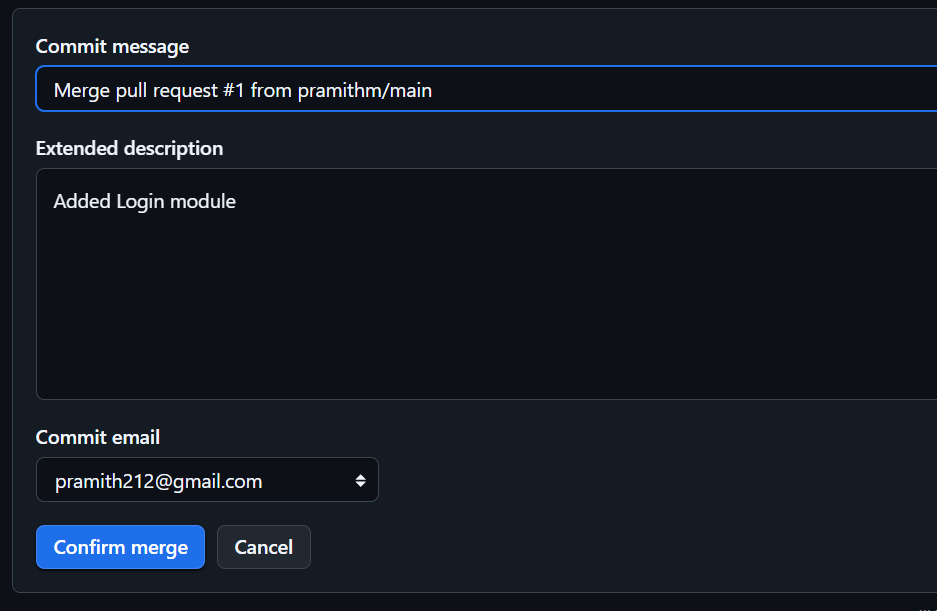 Commit message
Merge pull request #1 from pramithm/main
Extended description
Added Login module
Commit email
pramith212@gmail.com
Confirm merge
Cancel